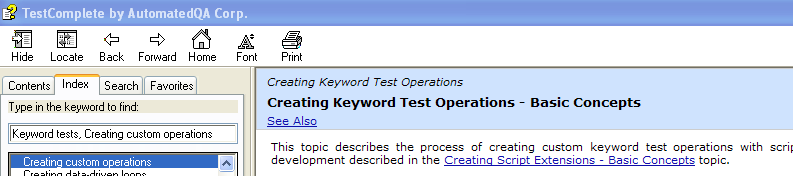 TestComplete by AutomatedQA Corp.
Hide Locate Back Forward Home Font Print
Contents Index Search Favorites
Type in the keyword to find:
Keyword tests, Creating custom operations
Creating custom operations
Creating data-driven loops
Creating Keyword Test Operations
Creating Keyword Test Operations - Basic Concepts
See Also
This topic describes the process of creating custom keyword test operations with
development described in the Creating Script Extensions - Basic Concepts topic.